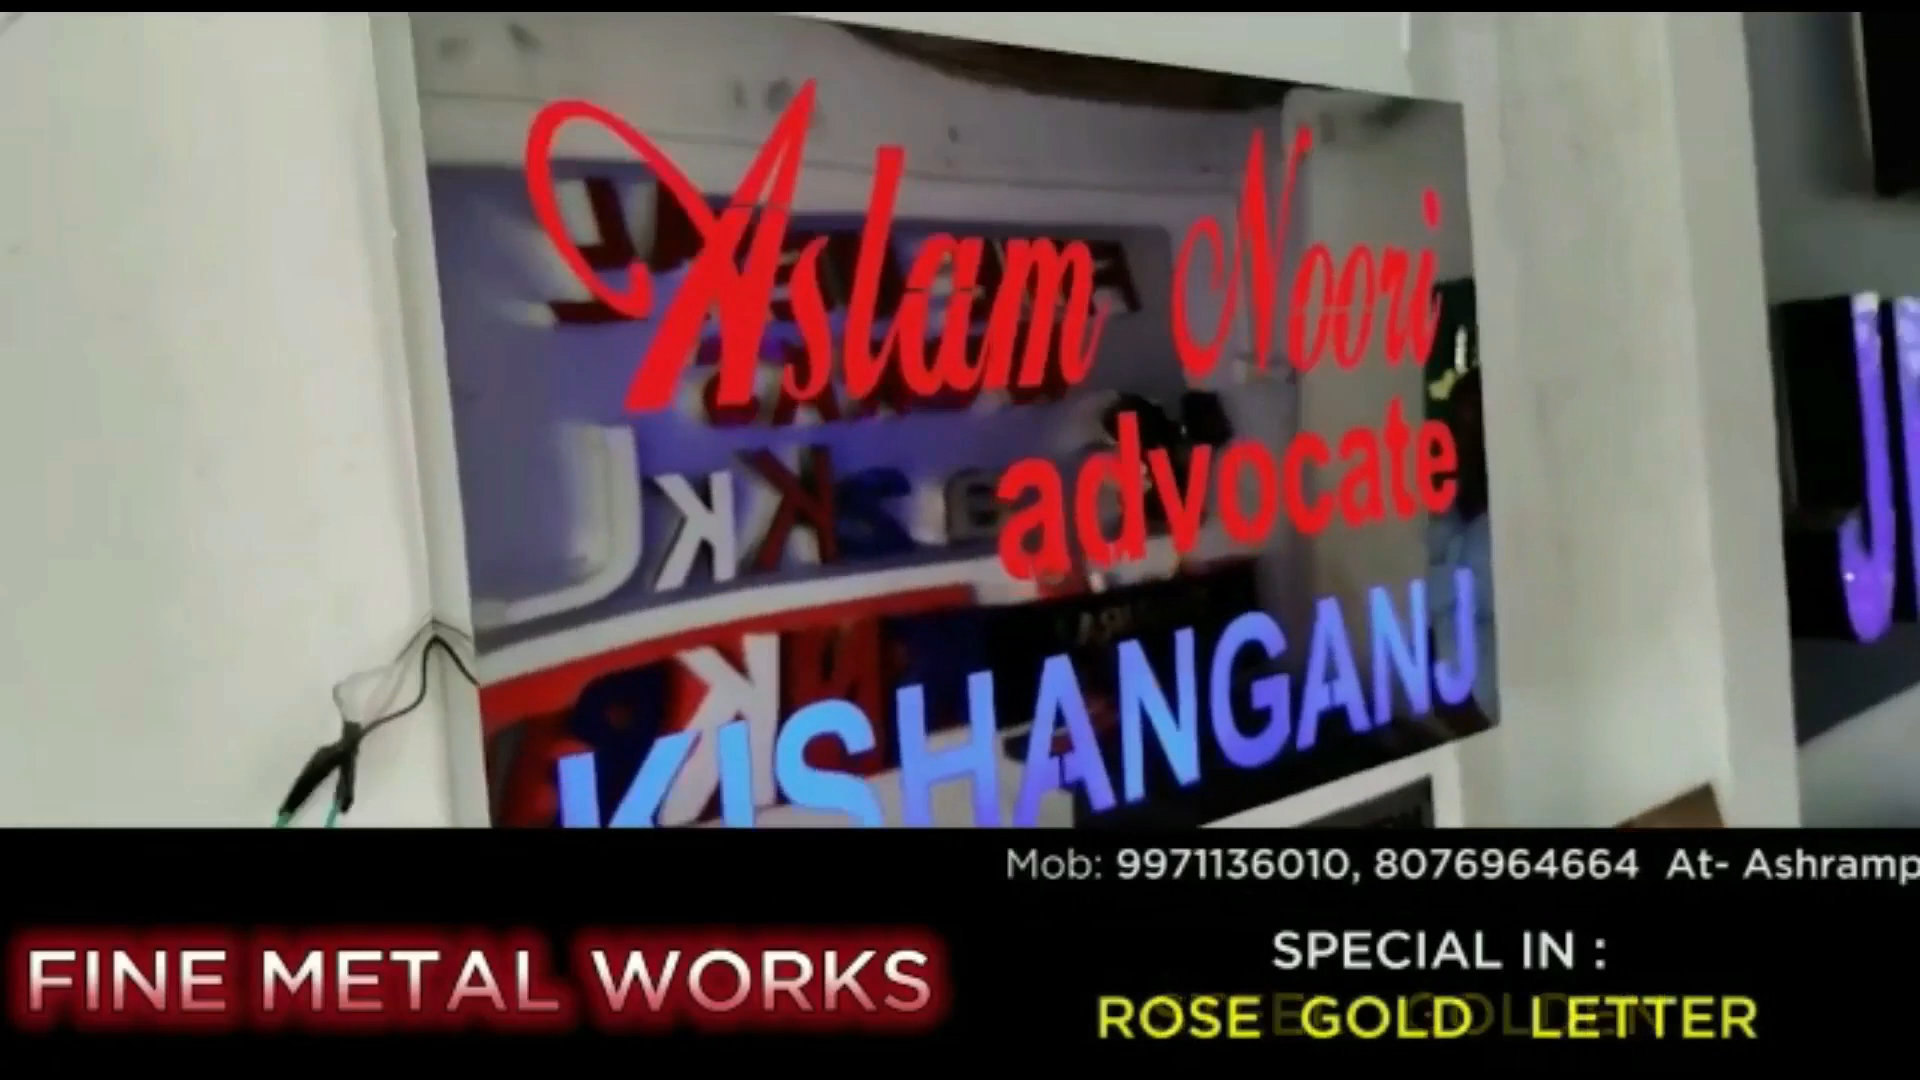 Aslam Noori
advocate
KISHANGANJ
Mob: 9971136010, 8076964664 At- Ashramp
FINE METAL WORKS
SPECIAL IN :
ROSE GOLD LETTER